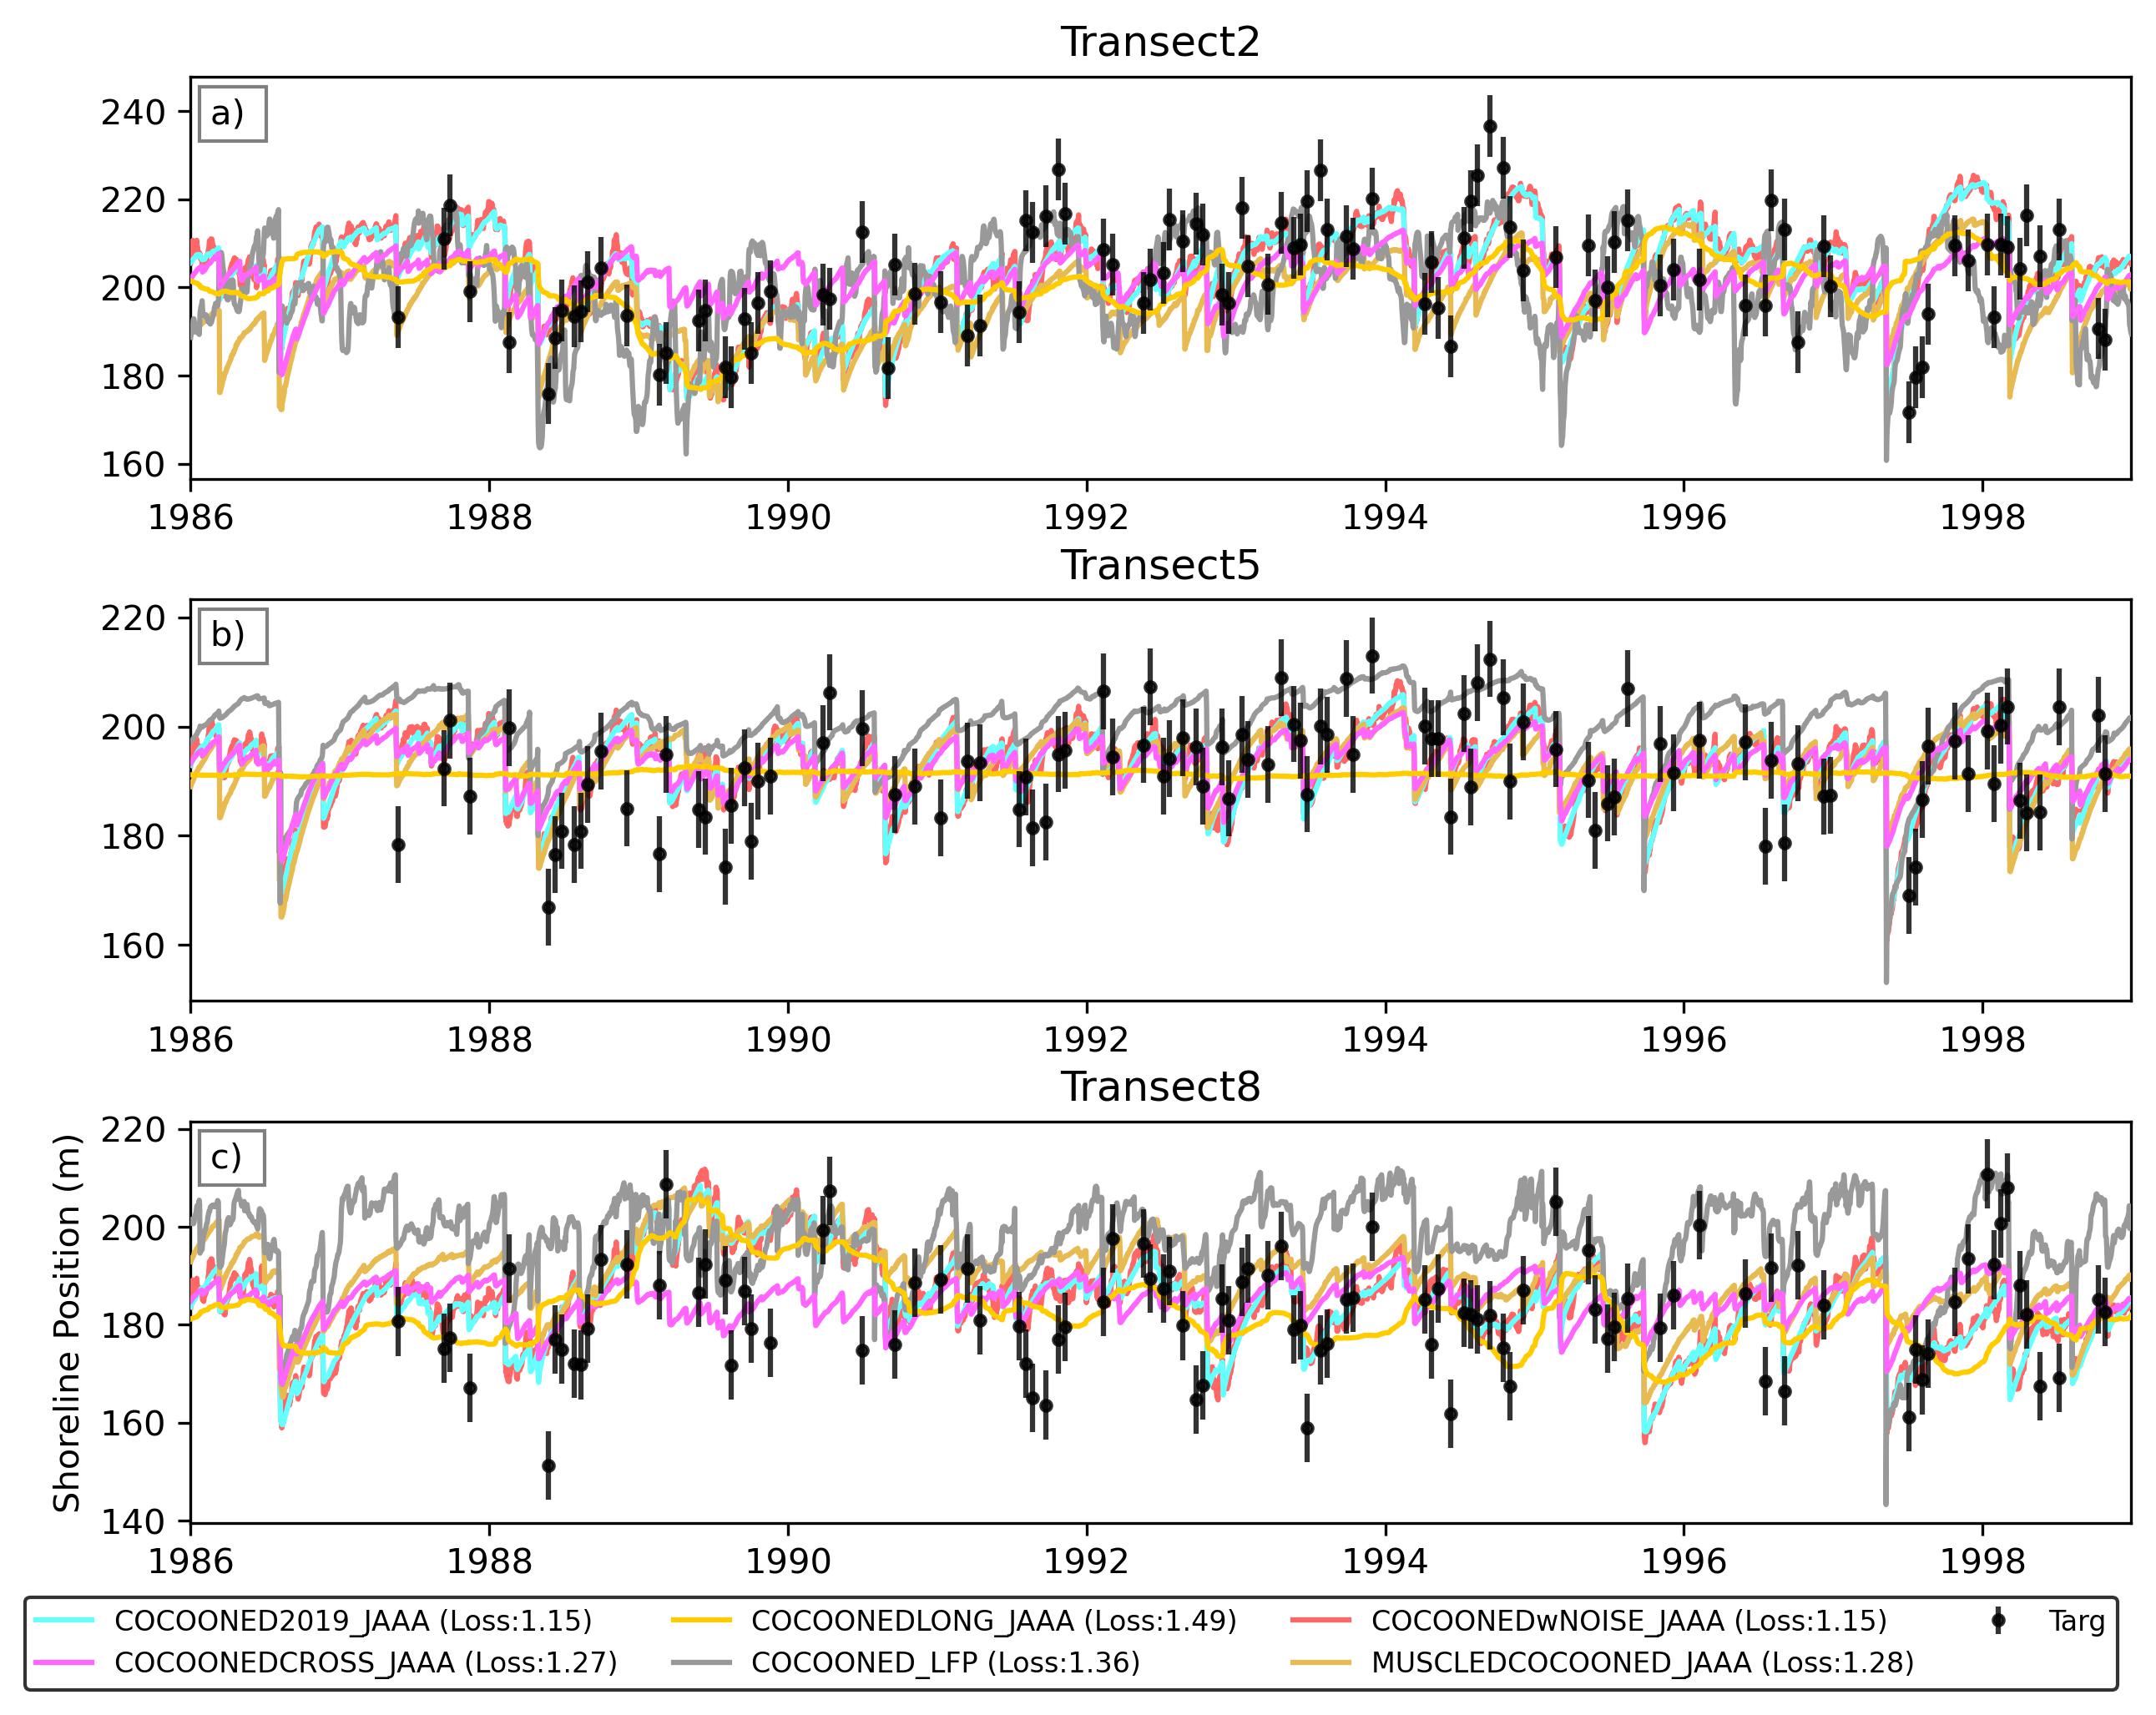 Transect2
a)
240
220
200
180
160
1986 1988 1990 1992 1994 1996 1998
Transect5
b)
220
200
180
160
1986 1988 1990 1992 1994 1996 1998
Transect8
c)
Shoreline Position (m)
220
200
180
160
140
1986 1988 1990 1992 1994 1996 1998
COCOONED2019_JAAA (Loss:1.15) COCOONEDLONG_JAAA (Loss:1.49) COCOONEDwNOISE_JAAA (Loss:1.15) Targ
COCOONEDCROSS_JAAA (Loss:1.27) COCOONED_LFP (Loss:1.36) MUSCLEDCOCOONED_JAAA (Loss:1.28)